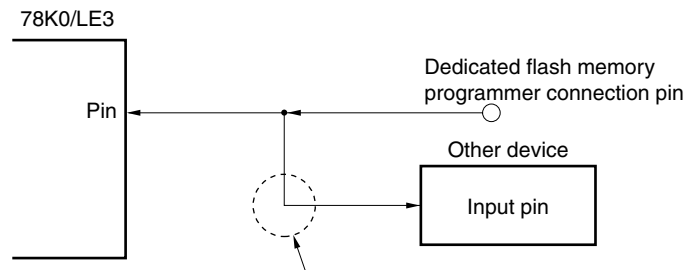 78K0/LE3
Dedicated flash memory
programmer connection pin
Pin
Other device
Input pin